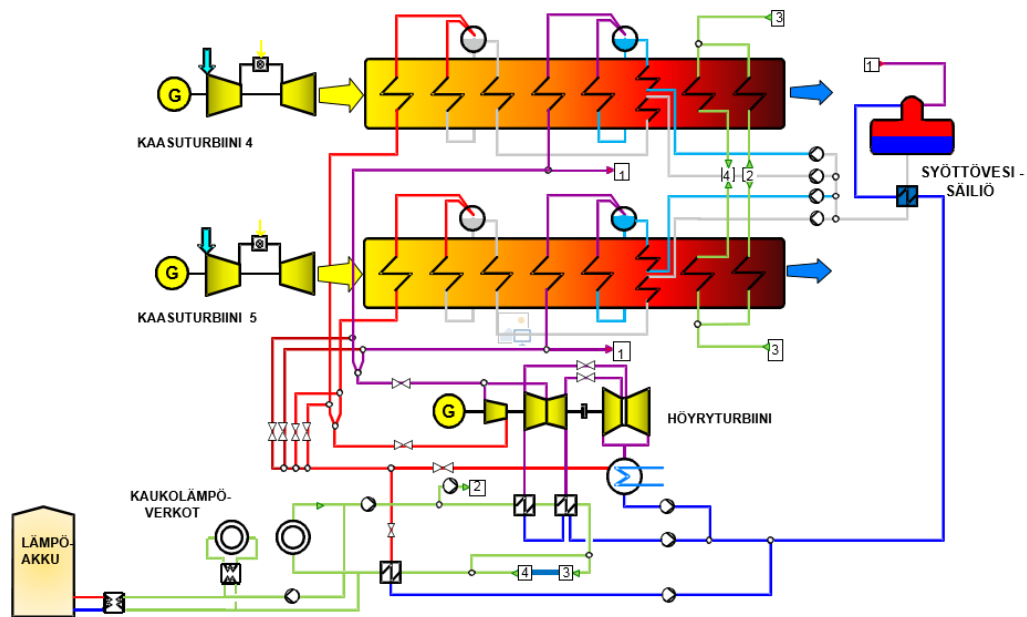 3
1
G
KAASUTURBIINI 4
SYÖTTÖVESI -
SÄILIÖ
1
4
2
G
KAASUTURBIINI 5
1
3
G
HÖYRYTURBIINI
KAUKOLÄMPÖ-
VERKOT
2
LÄMPÖ-
AKKU
4
3